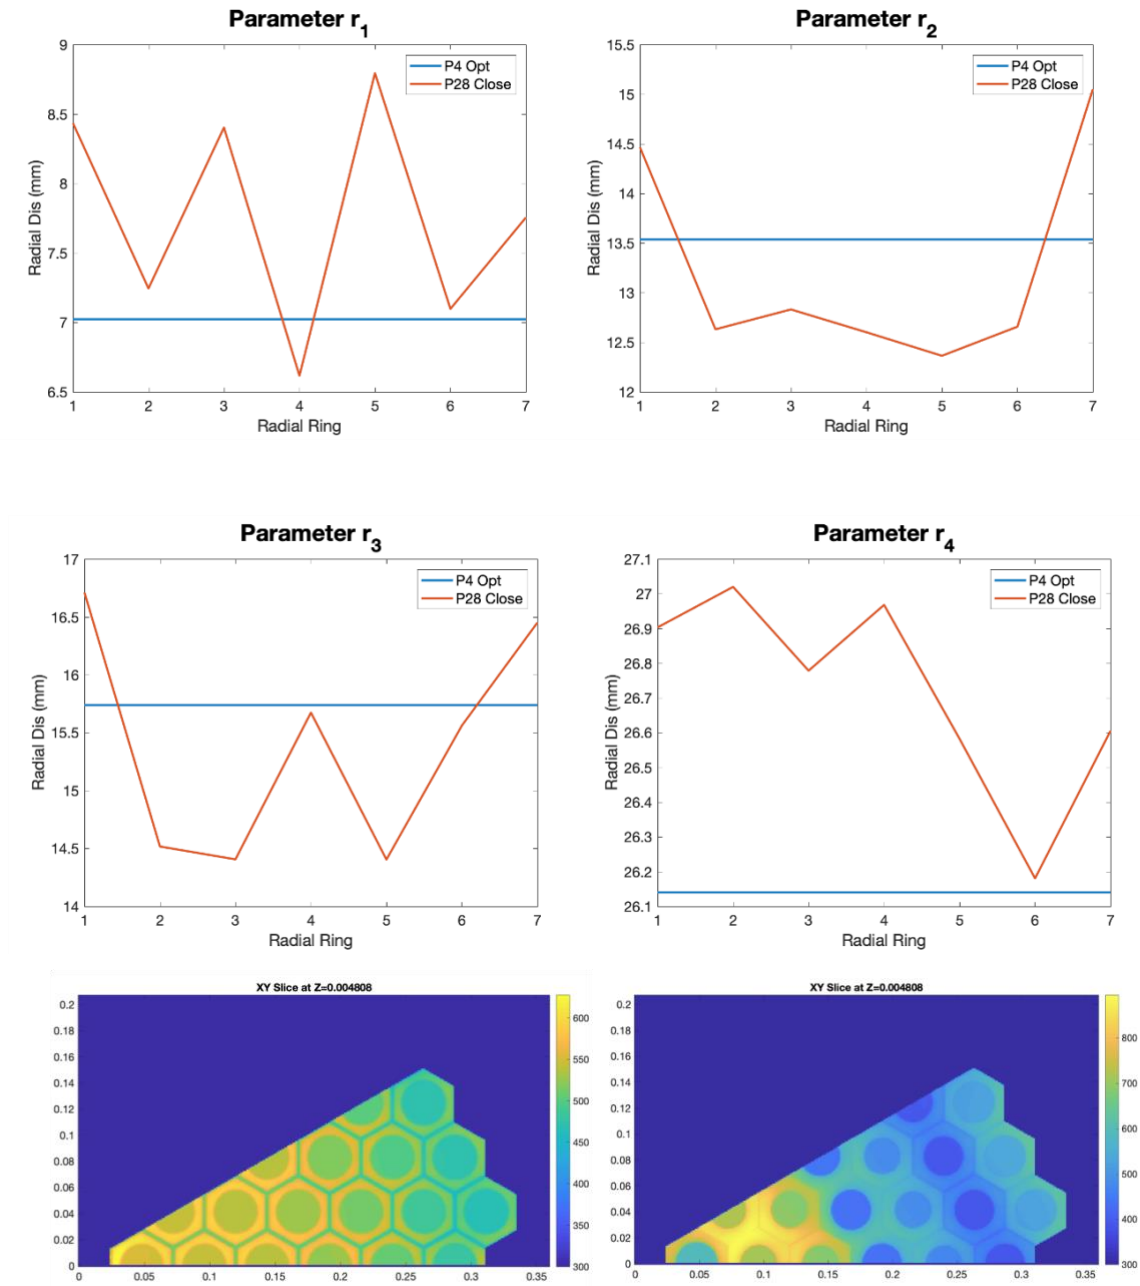 Parameter r1
9
8.5
8
7.5
7
6.5
Radial Dis (mm)
P4 Opt
P28 Close
1 2 3 4 5 6 7
Radial Ring
Parameter r2
15.5
15
14.5
14
13.5
13
12.5
12
Radial Dis (mm)
P4 Opt
P28 Close
1 2 3 4 5 6 7
Radial Ring
Parameter r3
17
16.5
16
15.5
15
14.5
14
Radial Dis (mm)
P4 Opt
P28 Close
1 2 3 4 5 6 7
Radial Ring
Parameter r4
27.1
27
26.9
26.8
26.7
26.6
26.5
26.4
26.3
26.2
26.1
Radial Dis (mm)
P4 Opt
P28 Close
1 2 3 4 5 6 7
Radial Ring
XY Slice at Z=0.004808
0.2
0.18
0.16
0.14
0.12
0.1
0.08
0.06
0.04
0.02
0
0 0.05 0.1 0.15 0.2 0.25 0.3 0.35
600
550
500
450
400
350
300
XY Slice at Z=0.004808
0.2
0.18
0.16
0.14
0.12
0.1
0.08
0.06
0.04
0.02
0
0 0.05 0.1 0.15 0.2 0.25 0.3 0.35
800
700
600
500
400
300